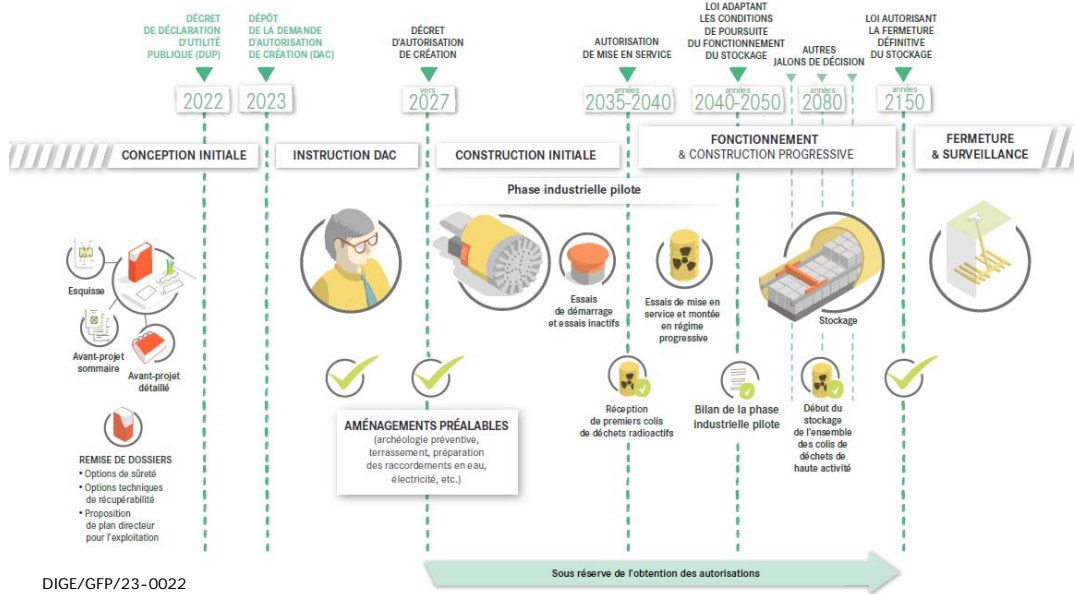 DÉCRET
DE DÉCLARATION
D'UTILITÉ
PUBLIQUE (DUP)
2022
DÉPÔT
DE LA DEMANDE
D'AUTORISATION
DE CRÉATION (DAC)
2023
DÉCRET
D'AUTORISATION
DE CRÉATION
vers
2027
AUTORISATION
DE MISE EN SERVICE
années
2035-2040
LOI ADAPTANT
LES CONDITIONS
DE POURSUITE
DU FONCTIONNEMENT
DU STOCKAGE
années
2040-2050
AUTRES
JALONS DE DÉCISION
années
2080
LOI AUTORISANT
LA FERMETURE
DÉFINITIVE
DU STOCKAGE
années
2150
CONCEPTION INITIALE
INSTRUCTION DAC
CONSTRUCTION INITIALE
FONCTIONNEMENT
& CONSTRUCTION PROGRESSIVE
FERMETURE
& SURVEILLANCE
Phase industrielle pilote
Esquisse
Avant-projet
sommaire
Avant-projet
détaillé
Essais
de démarrage
et essais inactifs
Essais de mise en
service et montée
en régime
progressive
Stockage
REMISE DE DOSSIERS
• Options de sûreté
• Options techniques
de récupérabilité
• Proposition
de plan directeur
pour l'exploitation
AMÉNAGEMENTS PRÉALABLES
(archéologie préventive,
terrassement, préparation
des raccordements en eau,
électricité, etc.)
Réception
de premiers colis
de déchets radioactifs
Bilan de la phase
industrielle pilote
Début du
stockage
de l'ensemble
des colis de
déchets de
haute activité
Sous réserve de l'obtention des autorisations
DIGE/GFP/23-0022